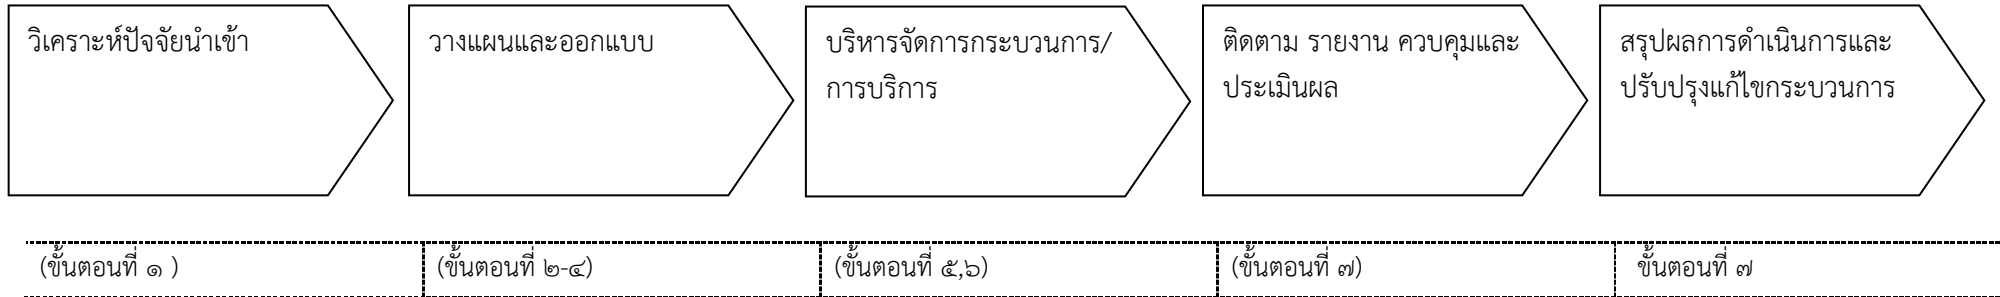 วิเคราะห์ปัจจัยนำเข้า
วางแผนและออกแบบ
บริหารจัดการกระบวนการ/
การบริการ
ติดตาม รายงาน ควบคุมและ
ประเมินผล
สรุปผลการดำเนินการและ
ปรับปรุงแก้ไขกระบวนการ
(ขั้นตอนที่ ๑ )
(ขั้นตอนที่ ๒-๔)
(ขั้นตอนที่ ๕,๖)
(ขั้นตอนที่ ๗)
ขั้นตอนที่ ๗